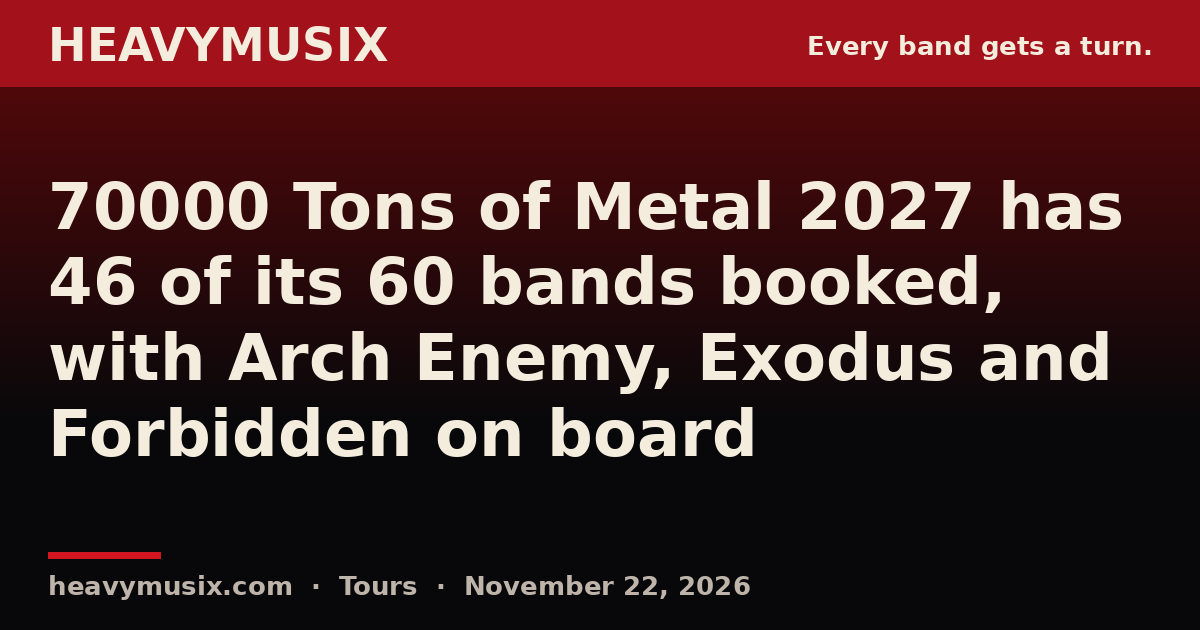 HEAVYMUSIX
Every band gets a turn.
70000 Tons of Metal 2027 has
46 of its 60 bands booked,
with Arch Enemy, Exodus and
Forbidden on board
heavymusix.com · Tours · November 22, 2026